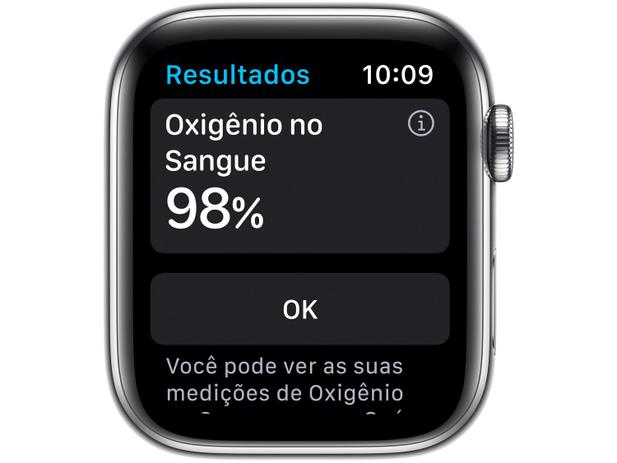 Resultados 10:09
Oxigênio no
Sangue
98%
OK
Você pode ver as suas
medições de Oxigênio